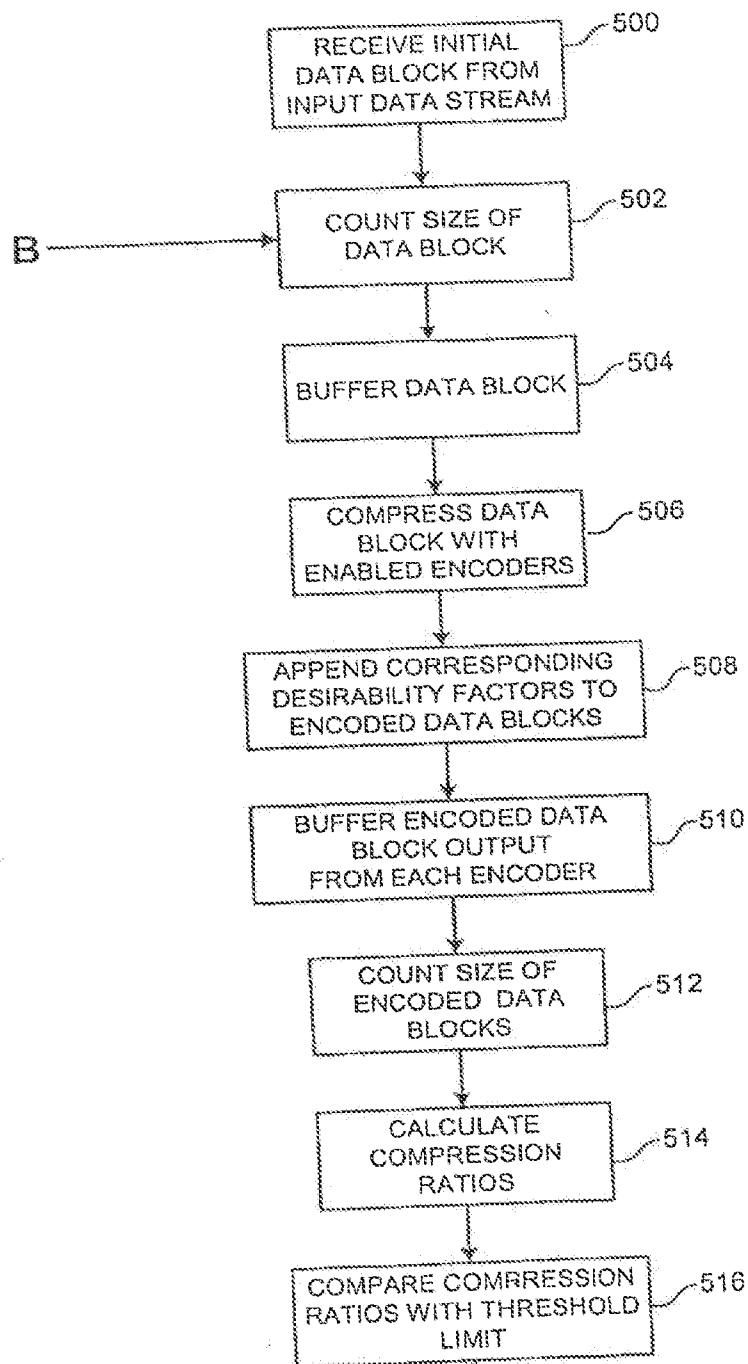 RECEIVE INITIAL
DATA BLOCK FROM
INPUT DATA STREAM
500
COUNT SIZE OF
DATA BLOCK
502
B
BUFFER DATA BLOCK
504
COMPRESS DATA
BLOCK WITH
ENABLED ENCODERS
506
APPEND CORRESPONDING
DESIRABILITY FACTORS TO
ENCODED DATA BLOCKS
508
BUFFER ENCODED DATA
BLOCK OUTPUT
FROM EACH ENCODER
510
COUNT SIZE OF
ENCODED DATA
BLOCKS
512
CALCULATE
COMPRESSION
RATIOS
514
COMPARE COMRRESSION
RATIOS WITH THRESHOLD
LIMIT
516